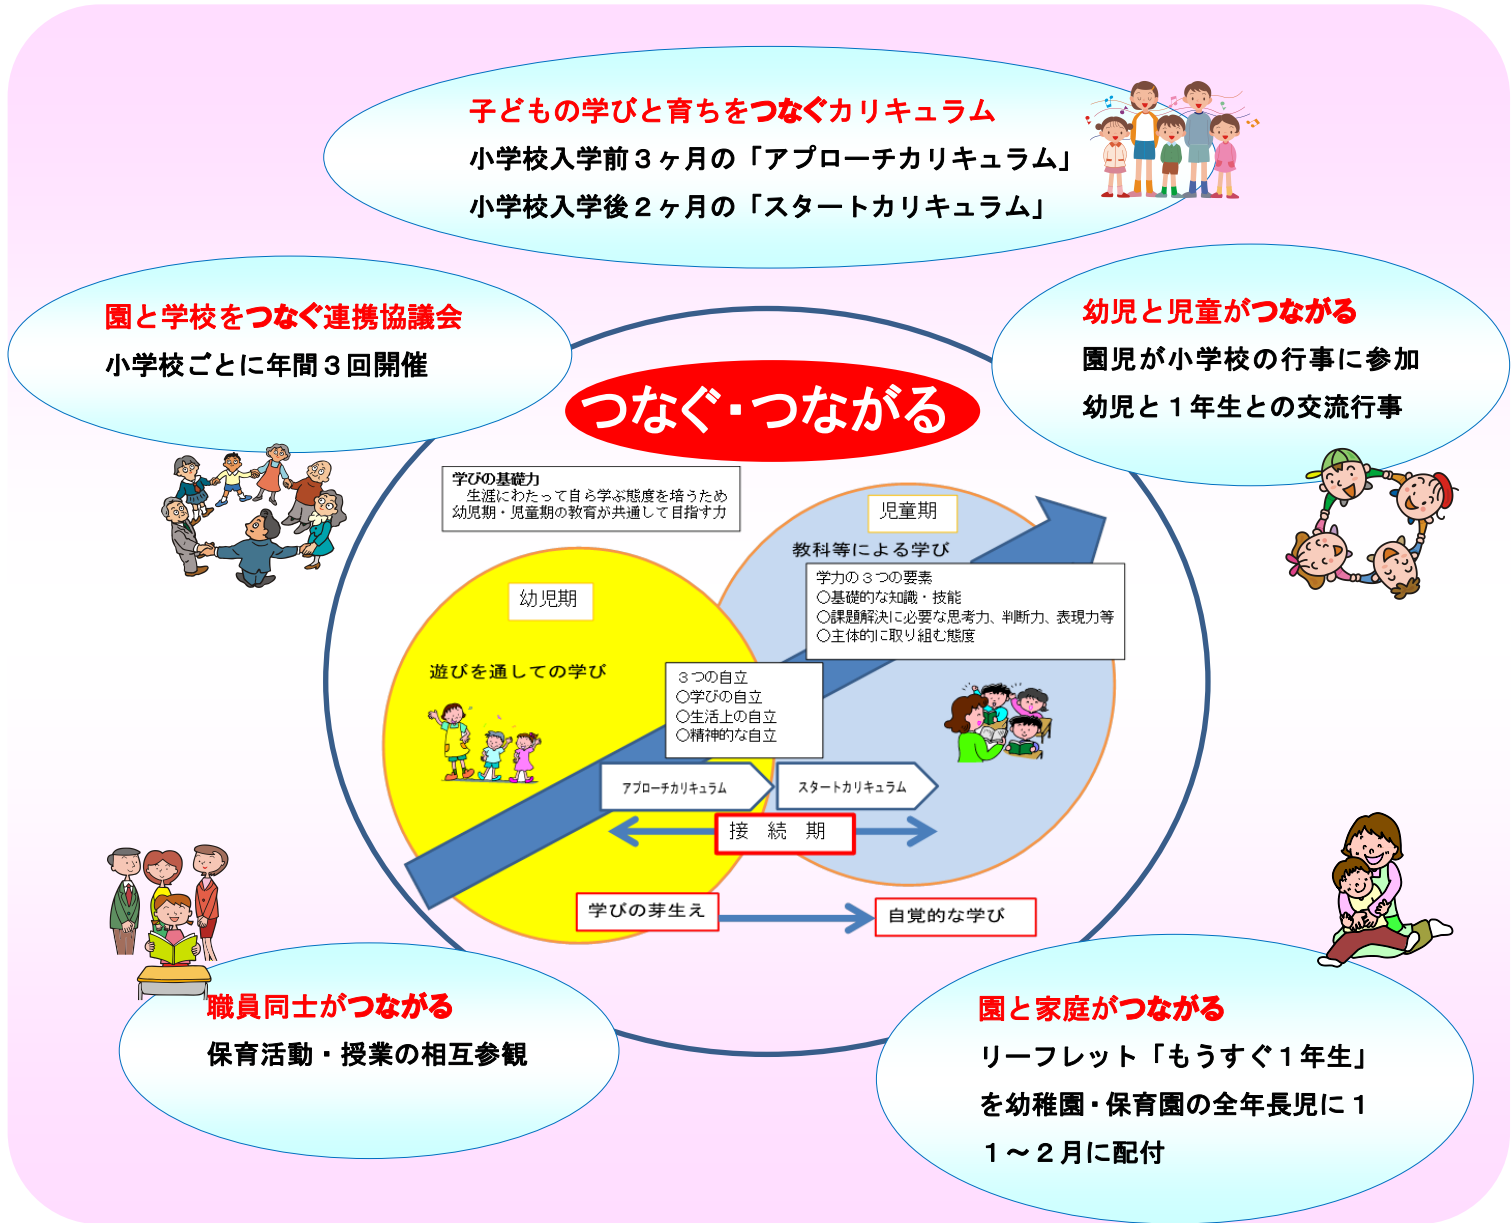 子どもの学びと育ちをつなぐカリキュラム
小学校入学前３ヶ月の「アプローチカリキュラム」
小学校入学後２ヶ月の「スタートカリキュラム」
園と学校をつなぐ連携協議会
小学校ごとに年間３回開催
幼児と児童がつながる
園児が小学校の行事に参加
幼児と１年生との交流行事
つなぐ・つながる
学びの基礎力
生涯にわたって自ら学ぶ態度を培うため
幼児期・児童期の教育が共通して目指す力
児童期
教科等による学び
学力の３つの要素
○基礎的な知識・技能
○課題解決に必要な思考力、判断力、表現力等
○主体的に取り組む態度
幼児期
遊びを通しての学び
３つの自立
○学びの自立
○生活上の自立
○精神的な自立
アプローチカリキュラム
スタートカリキュラム
接　続　期
学びの芽生え
自覚的な学び
職員同士がつながる
保育活動・授業の相互参観
園と家庭がつながる
リーフレット「もうすぐ１年生」
を幼稚園・保育園の全年長児に１
１～２月に配付